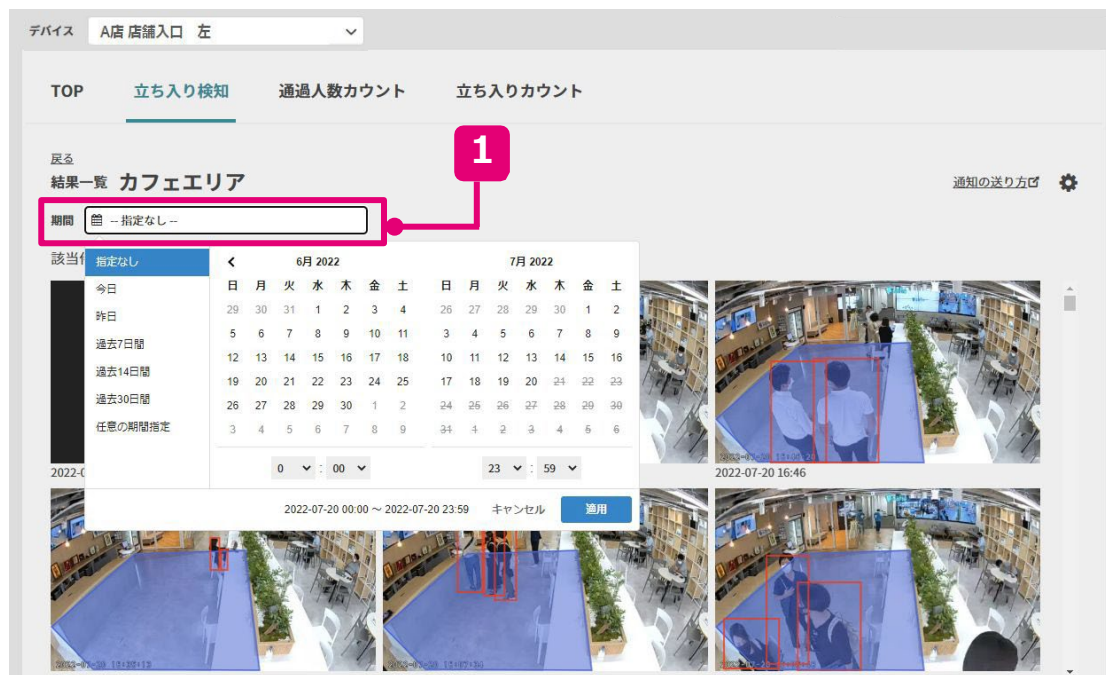 デバイス A店 店舗入口 左
TOP 立ち入り検知 通過人数カウント 立ち入りカウント
1
戻る
結果一覧 カフェエリア 通知の送り方
期間 -- 指定なし --
該当
指定なし
今日
昨日
過去7日間
過去14日間
過去30日間
任意の期間指定
6月 2022
日 月 火 水 木 金 土
29 30 31 1 2 3 4
5 6 7 8 9 10 11
12 13 14 15 16 17 18
19 20 21 22 23 24 25
26 27 28 29 30 1 2
3 4 5 6 7 8 9
0 : 00
7月 2022
日 月 火 水 木 金 土
26 27 28 29 30 1 2
3 4 5 6 7 8 9
10 11 12 13 14 15 16
17 18 19 20 21 22 23
24 25 26 27 28 29 30
31 1 2 3 4 5 6
23 : 59
2022-07-20 00:00 ～ 2022-07-20 23:59 キャンセル 適用
2022-0
2022-07-20 16:46